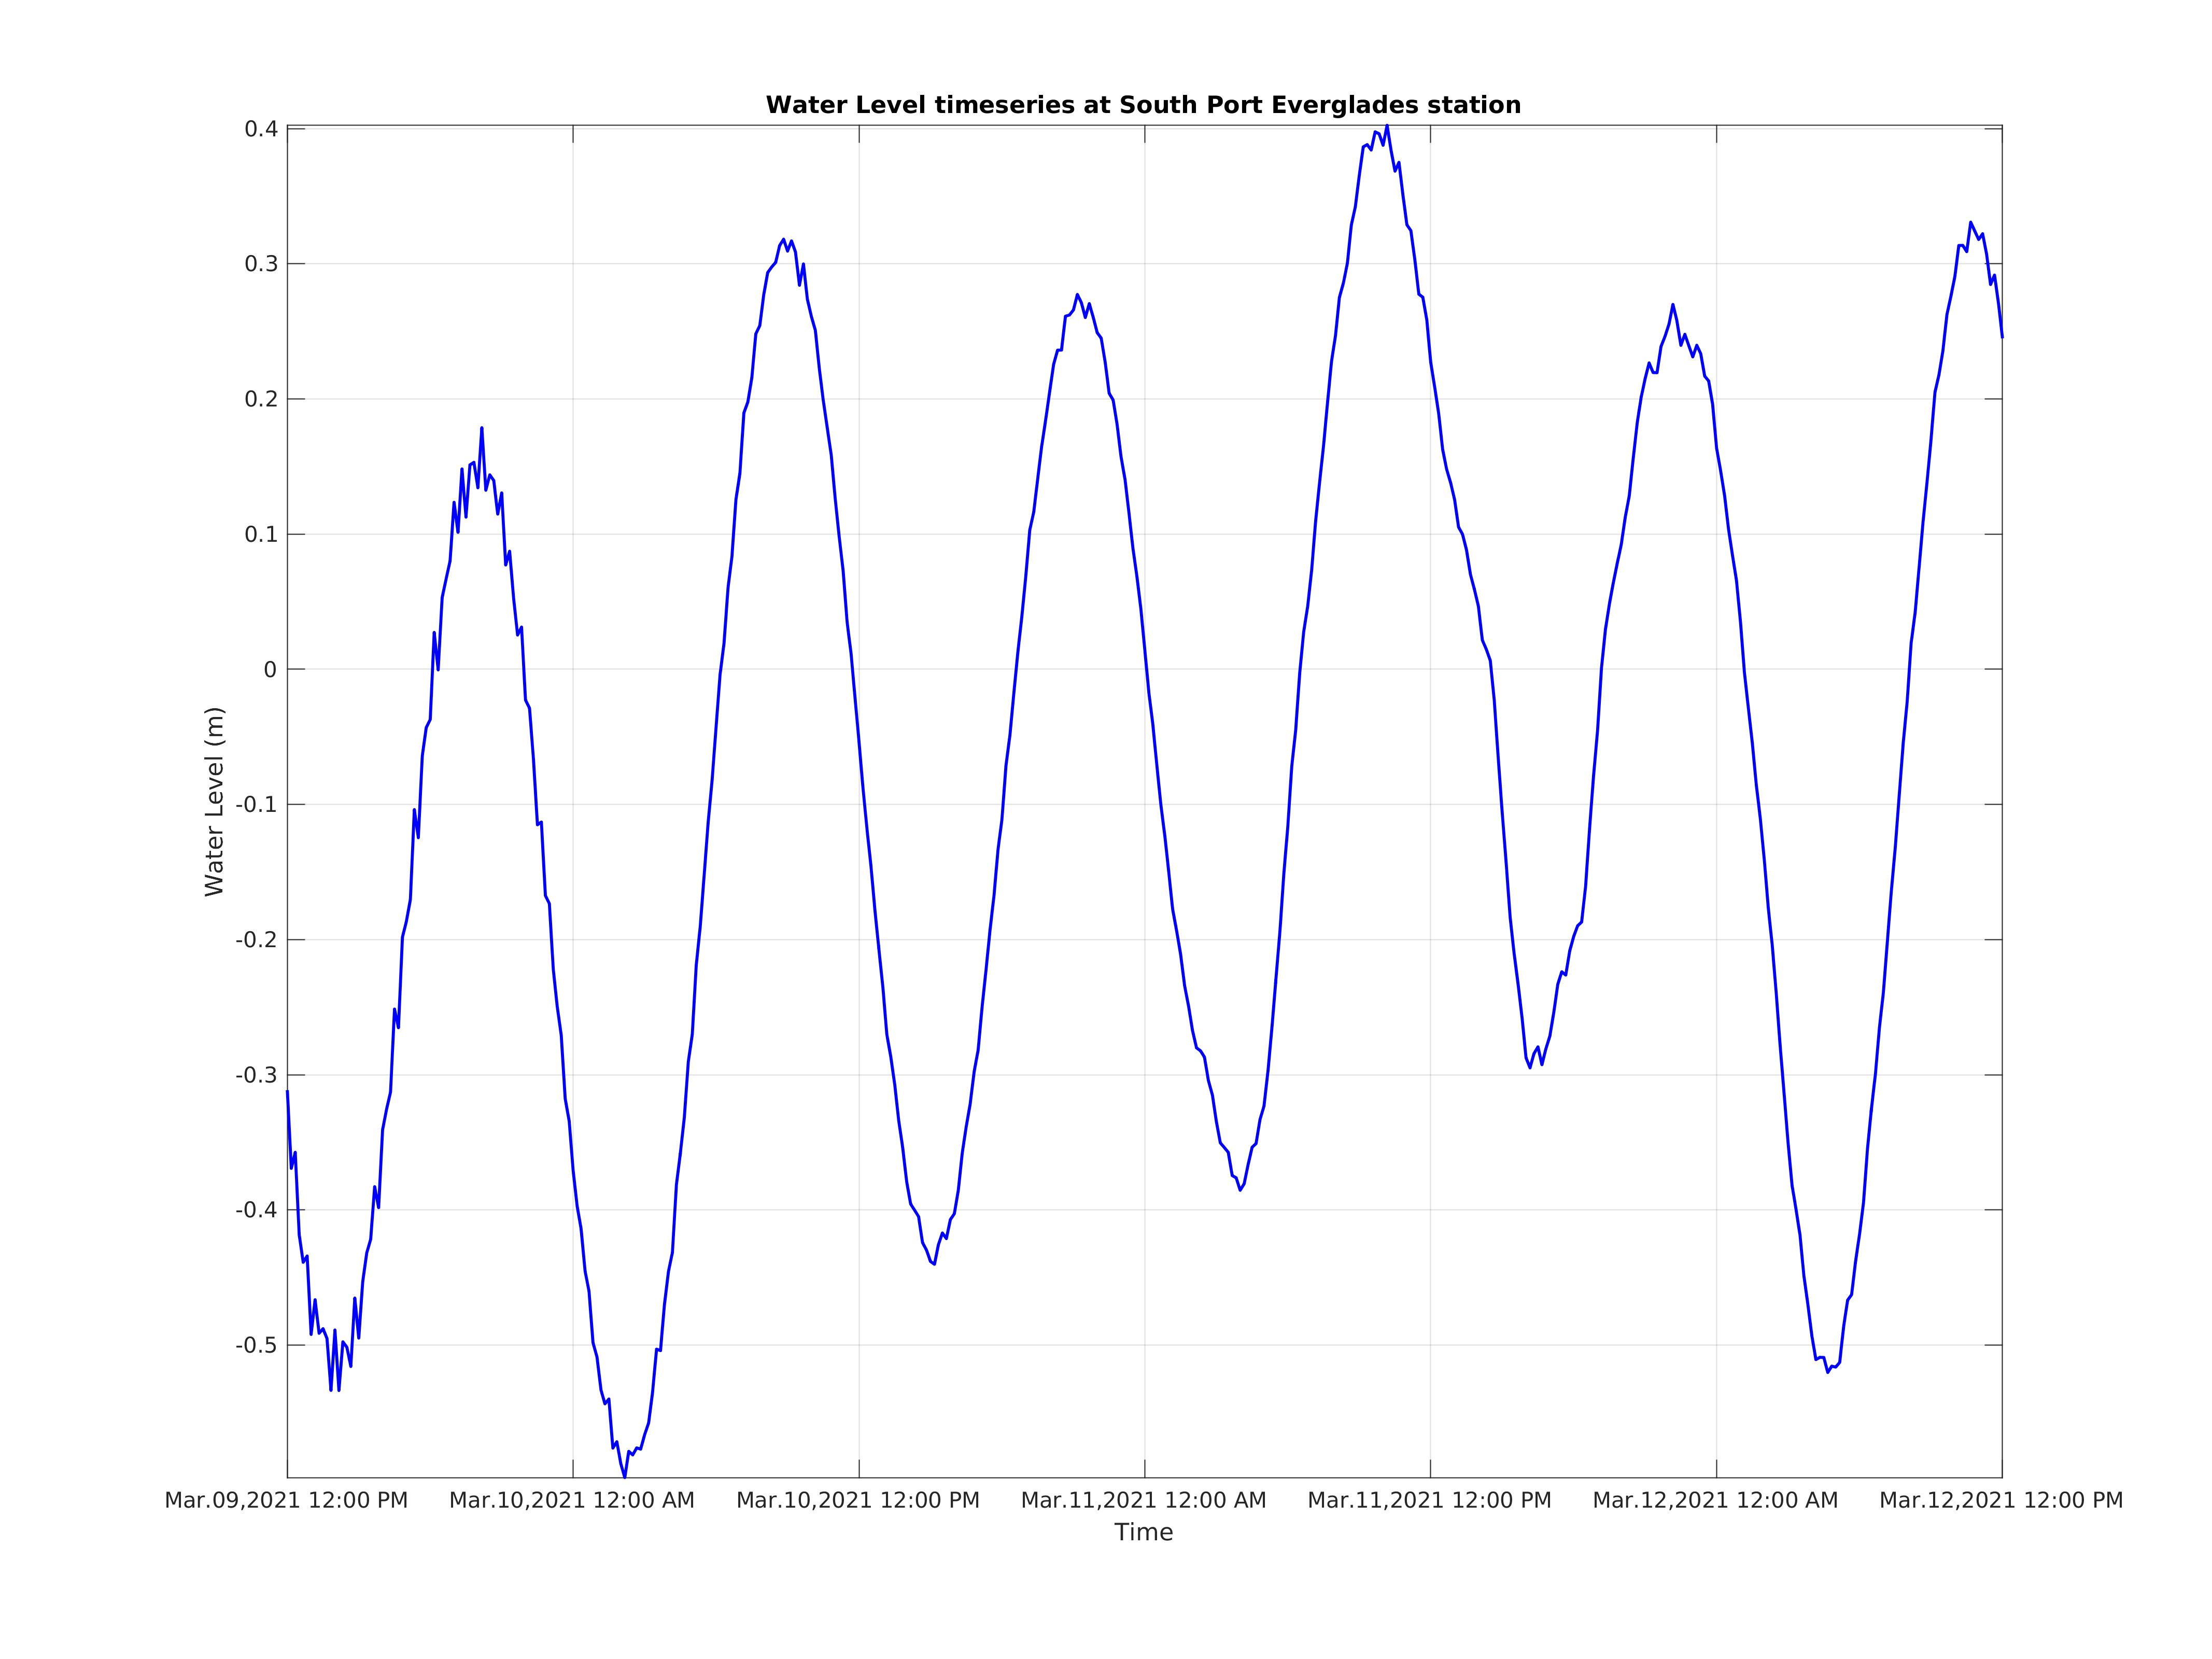 Water Level timeseries at South Port Everglades station
0.4
0.3
0.2
0.1
0
-0.1
-0.2
-0.3
-0.4
-0.5
Water Level (m)
Mar.09,2021 12:00 PM Mar.10,2021 12:00 AM Mar.10,2021 12:00 PM Mar.11,2021 12:00 AM Mar.11,2021 12:00 PM Mar.12,2021 12:00 AM Mar.12,2021 12:00 PM
Time